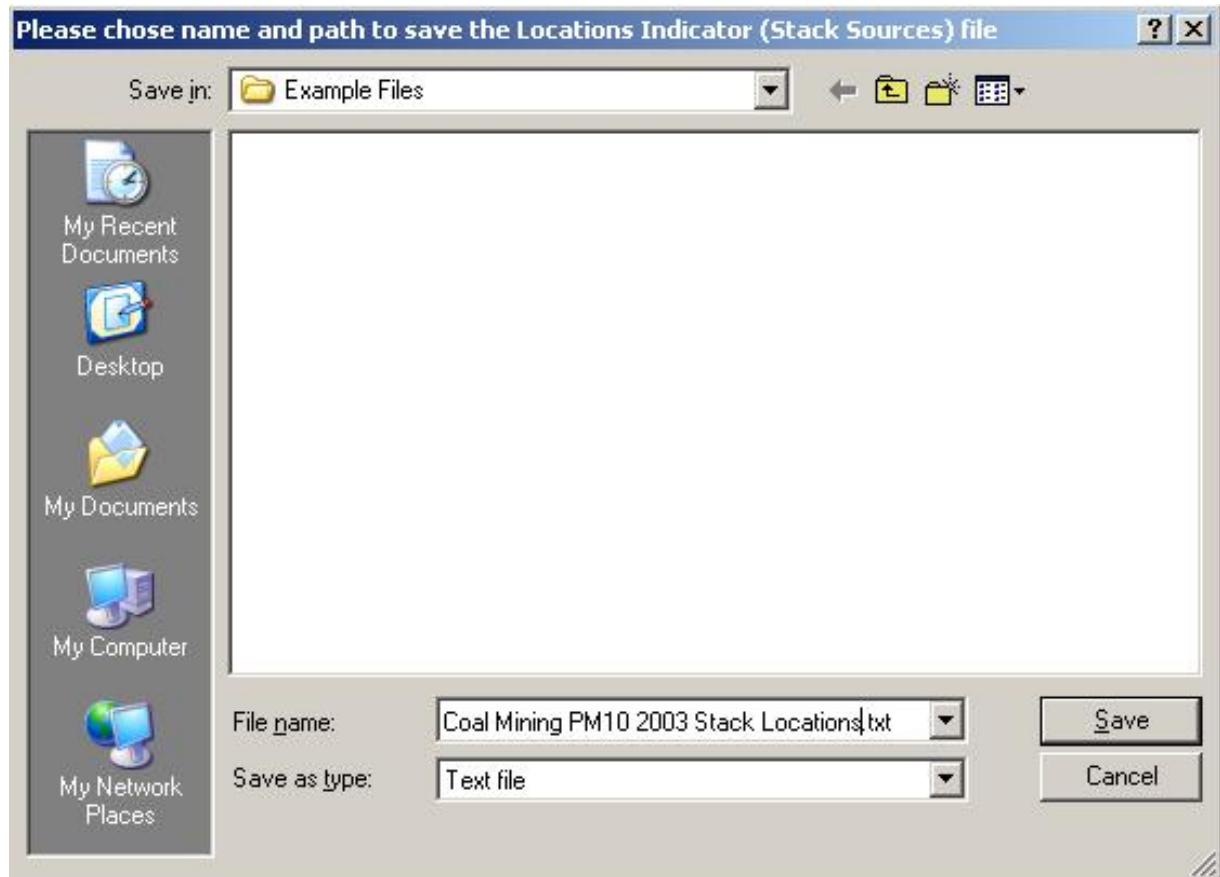 Please chose name and path to save the Locations Indicator (Stack Sources) file
Save in: Example Files
My Recent
Documents
Desktop
My Documents
My Computer
My Network
Places
File name: Coal Mining PM10 2003 Stack Locations.txt Save
Save as type: Text file Cancel